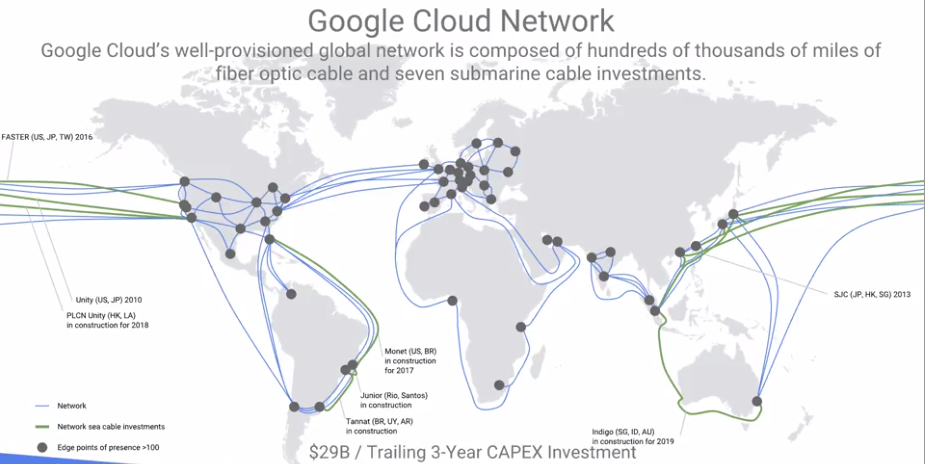 Google Cloud Network
Google Cloud's well-provisioned global network is composed of hundreds of thousands of miles of
fiber optic cable and seven submarine cable investments.
FASTER (US, JP, TW) 2016
Unity (US, JP) 2010
PLCN Unity (HK, LA)
in construction for 2018
SJC (JP, HK, SG) 2013
Monet (US, BR)
in construction
for 2017
Junior (Rio, Santos)
in construction
Tannat (BR, UY, AR)
in construction
Indigo (SG, ID, AU)
in construction for 2019
Network
Network sea cable investments
Edge points of presence >100
$29B / Trailing 3-Year CAPEX Investment